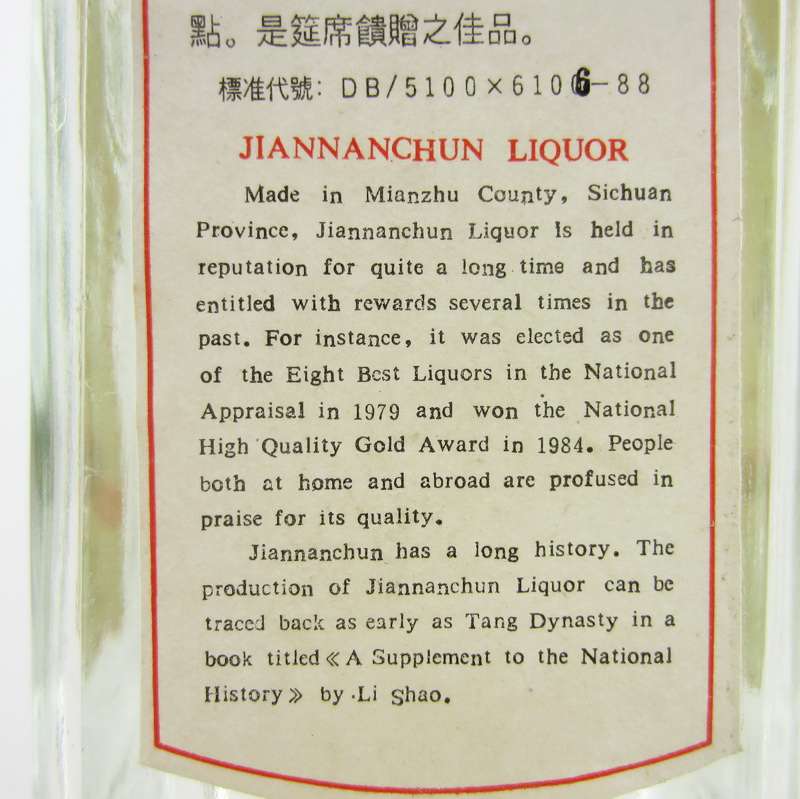 點。是筵席饋贈之佳品。
標准代號：DB/5100×6106-88
JIANNANCHUN LIQUOR
Made in Mianzhu County, Sichuan
Province, Jiannanchun Liquor Is held in
reputation for quite a long time and has
entitled with rewards several times in the
past. For instance, it was elected as one
of the Eight Best Liquors in the National
Appraisal in 1979 and won the National
High Quality Gold Award in 1984. People
both at home and abroad are profused in
praise for its quality.
Jiannanchun has a long history. The
production of Jiannanchun Liquor can be
traced back as early as Tang Dynasty in a
book titled《A Supplement to the National
History》 by Li Shao.